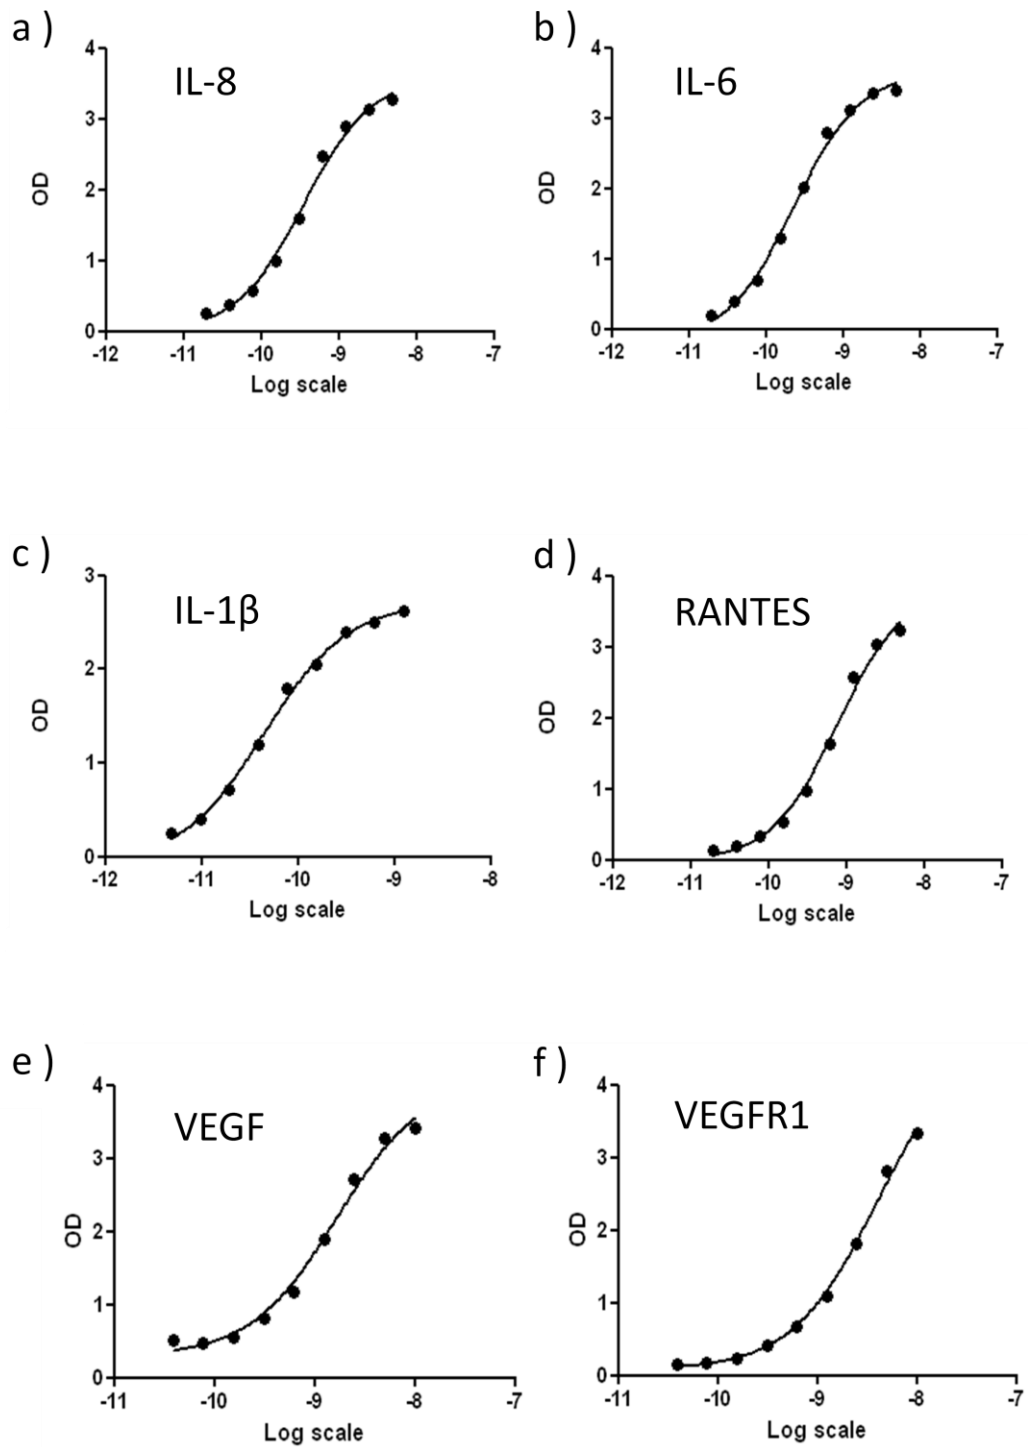 a )
IL-8
4
3
2
1
0
OD
-12 -11 -10 -9 -8 -7
Log scale
b )
IL-6
4
3
2
1
0
OD
-12 -11 -10 -9 -8 -7
Log scale
c )
IL-1β
3
2
1
0
OD
-12 -11 -10 -9 -8
Log scale
d )
RANTES
4
3
2
1
0
OD
-12 -11 -10 -9 -8 -7
Log scale
e )
VEGF
4
3
2
1
0
OD
-11 -10 -9 -8 -7
Log scale
f )
VEGFR1
4
3
2
1
0
OD
-11 -10 -9 -8 -7
Log scale